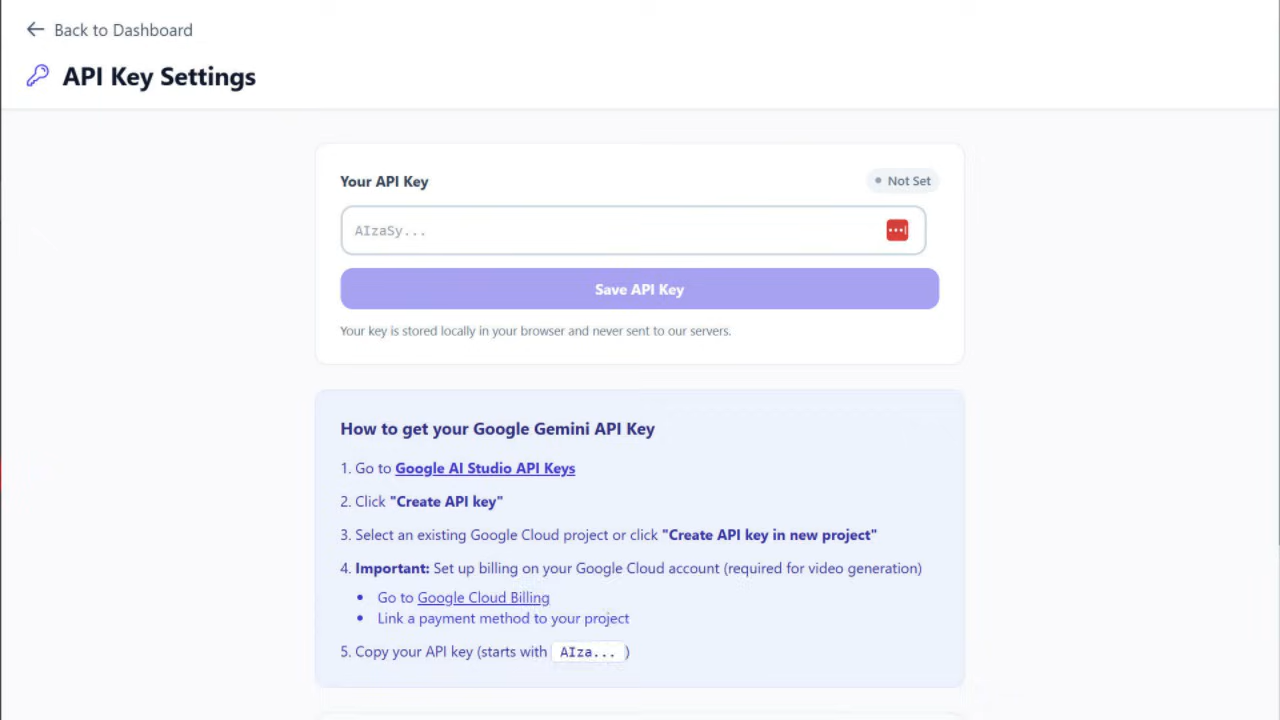 Back to Dashboard
API Key Settings
Your API Key
Not Set
AIzaSy...
Save API Key
Your key is stored locally in your browser and never sent to our servers.
How to get your Google Gemini API Key
1. Go to Google AI Studio API Keys
2. Click "Create API key"
3. Select an existing Google Cloud project or click "Create API key in new project"
4. Important: Set up billing on your Google Cloud account (required for video generation)
• Go to Google Cloud Billing
• Link a payment method to your project
5. Copy your API key (starts with AIza... )